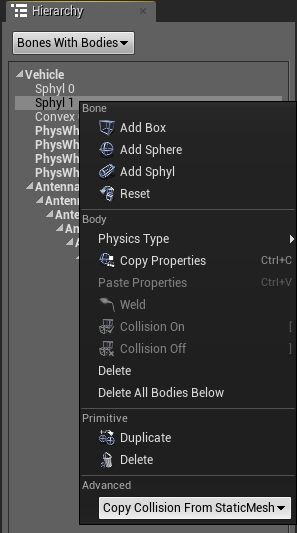 Hierarchy
Bones With Bodies
Vehicle
Sphyl 0
Sphyl 1
Convex
PhysWh
PhysWh
PhysWh
PhysWh
Antenna
Antenn
Ante
An
A
Bone
Add Box
Add Sphere
Add Sphyl
Reset
Body
Physics Type
Copy Properties Ctrl+C
Paste Properties Ctrl+V
Weld
Collision On [
Collision Off ]
Delete
Delete All Bodies Below
Primitive
Duplicate
Delete
Advanced
Copy Collision From StaticMesh